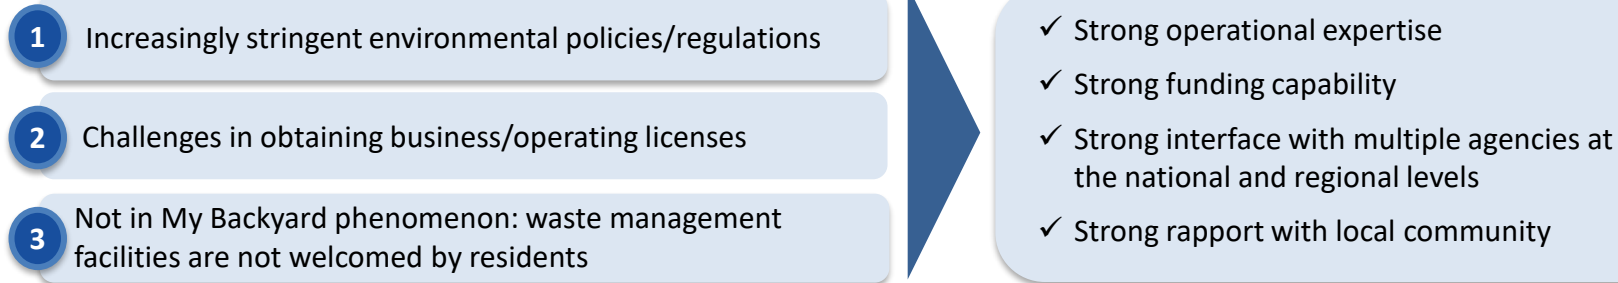 1
Increasingly stringent environmental policies/regulations
2
Challenges in obtaining business/operating licenses
3
Not in My Backyard phenomenon: waste management
facilities are not welcomed by residents
✓ Strong operational expertise
✓ Strong funding capability
✓ Strong interface with multiple agencies at
the national and regional levels
✓ Strong rapport with local community